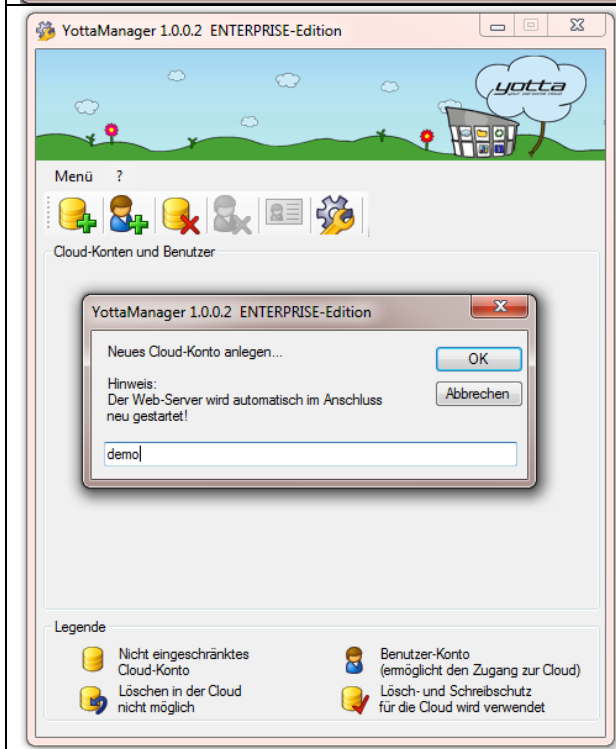 YottaManager 1.0.0.2 ENTERPRISE-Edition
yotta
your personal cloud
Menü ?
Cloud-Konten und Benutzer
YottaManager 1.0.0.2 ENTERPRISE-Edition
Neues Cloud-Konto anlegen...
OK
Hinweis:
Der Web-Server wird automatisch im Anschluss
neu gestartet!
Abbrechen
demo
Legende
Nicht eingeschränktes
Cloud-Konto
Benutzer-Konto
(ermöglicht den Zugang zur Cloud)
Löschen in der Cloud
nicht möglich
Lösch- und Schreibschutz
für die Cloud wird verwendet